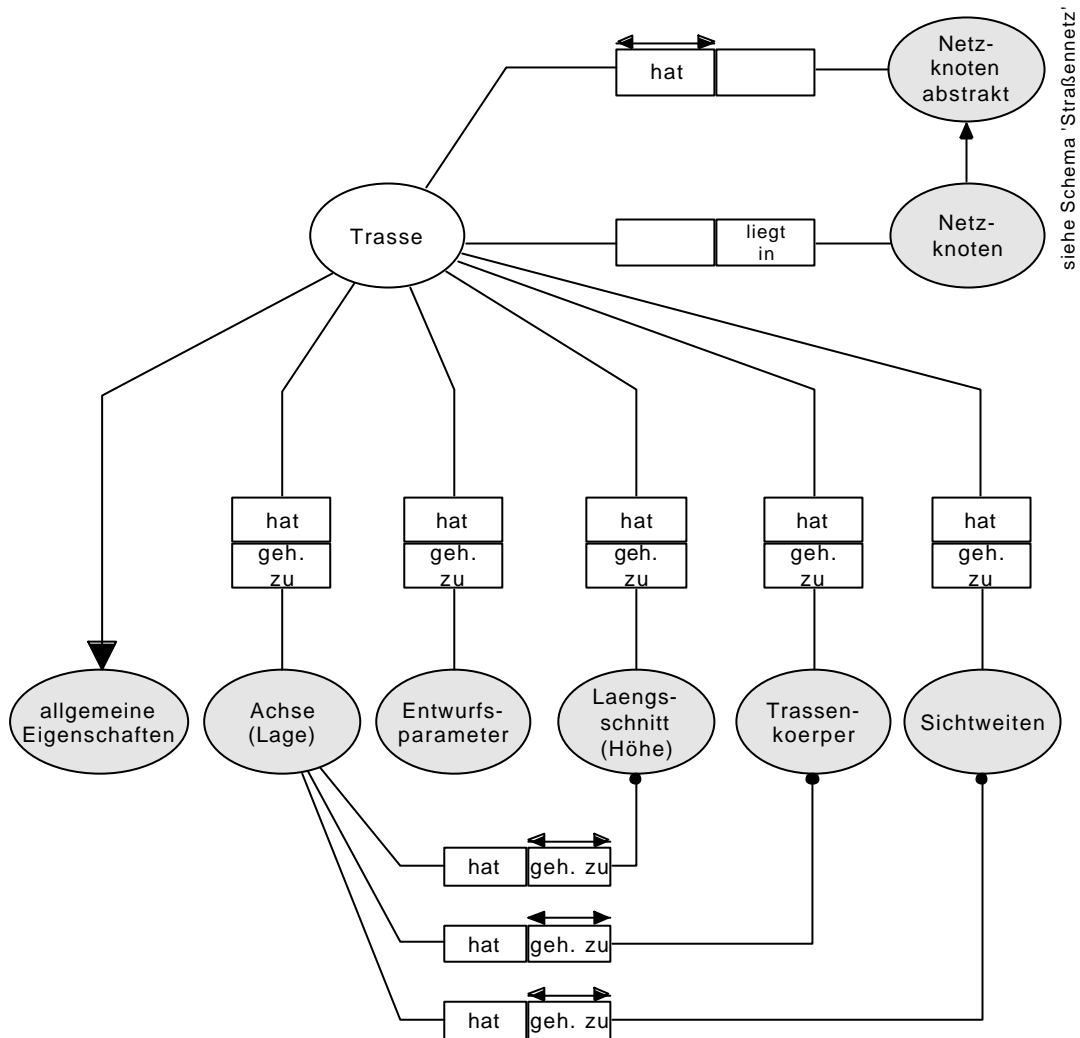 Netz-
knoten
abstrakt
hat
siehe Schema 'Straßennetz'
Trasse
liegt
in
Netz-
knoten
hat
geh.
zu
hat
geh.
zu
hat
geh.
zu
hat
geh.
zu
hat
geh.
zu
allgemeine
Eigenschaften
Achse
(Lage)
Entwurfs-
parameter
Laengs-
schnitt
(Höhe)
Trassen-
koerper
Sichtweiten
hat
geh. zu
hat
geh. zu
hat
geh. zu